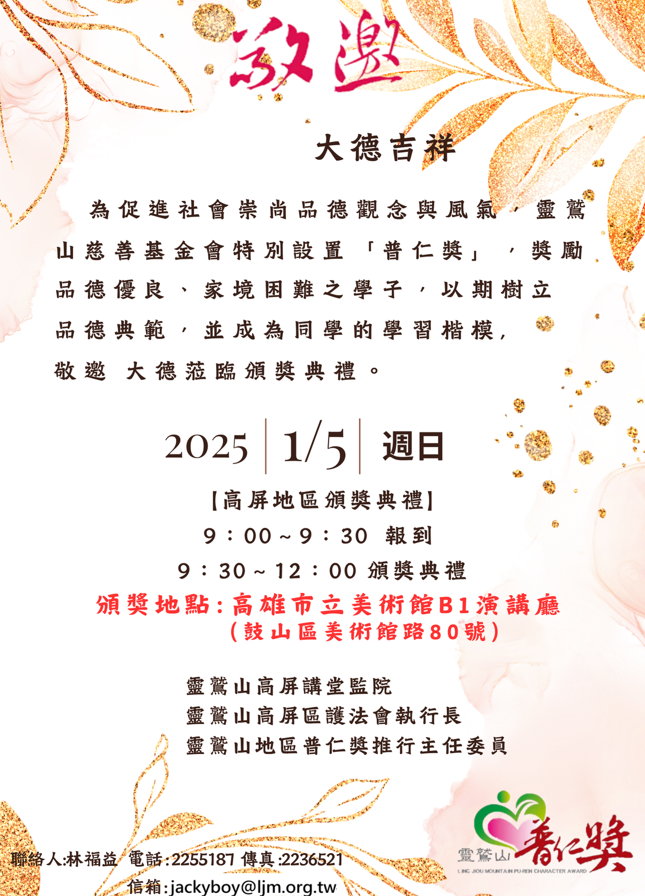 敬邀
大德吉祥
為促進社會崇尚品德觀念與風氣，靈鷲
山慈善基金會特別設置「普仁獎」，獎勵
品德優良、家境困難之學子，以期樹立
品德典範，並成為同學的學習楷模,
敬邀 大德蒞臨頒獎典禮。
2025 | 1/5 | 週日
【高屏地區頒獎典禮】
9：00~9：30 報到
9：30~12：00 頒獎典禮
頒獎地點:高雄市立美術館B1演講廳
(鼓山區美術館路80號)
靈鷲山高屏講堂監院
靈鷲山高屏區護法會執行長
靈鷲山地區普仁獎推行主任委員
靈鷲山 普仁獎
LING JIOU MOUNTAIN PU-REN CHARACTER AWARD
聯絡人:林福益 電話:2255187 傳真:2236521
信箱:jackyboy@ljm.org.tw